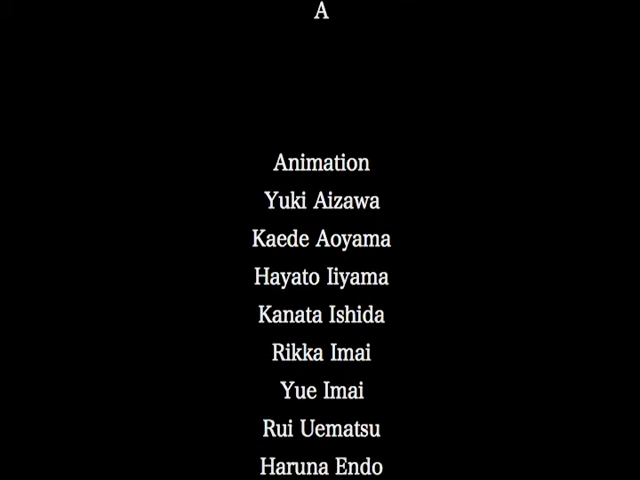 A
Animation
Yuki Aizawa
Kaede Aoyama
Hayato Iiyama
Kanata Ishida
Rikka Imai
Yue Imai
Rui Uematsu
Haruna Endo